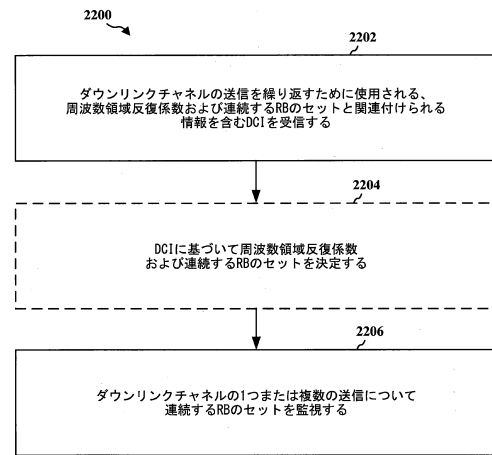 2200
2202
ダウンリンクチャネルの送信を繰り返すために使用される、
周波数領域反復係数および連続するRBのセットと関連付けられる
情報を含むDCIを受信する
2204
DCIに基づいて周波数領域反復係数
および連続するRBのセットを決定する
2206
ダウンリンクチャネルの1つまたは複数の送信について
連続するRBのセットを監視する